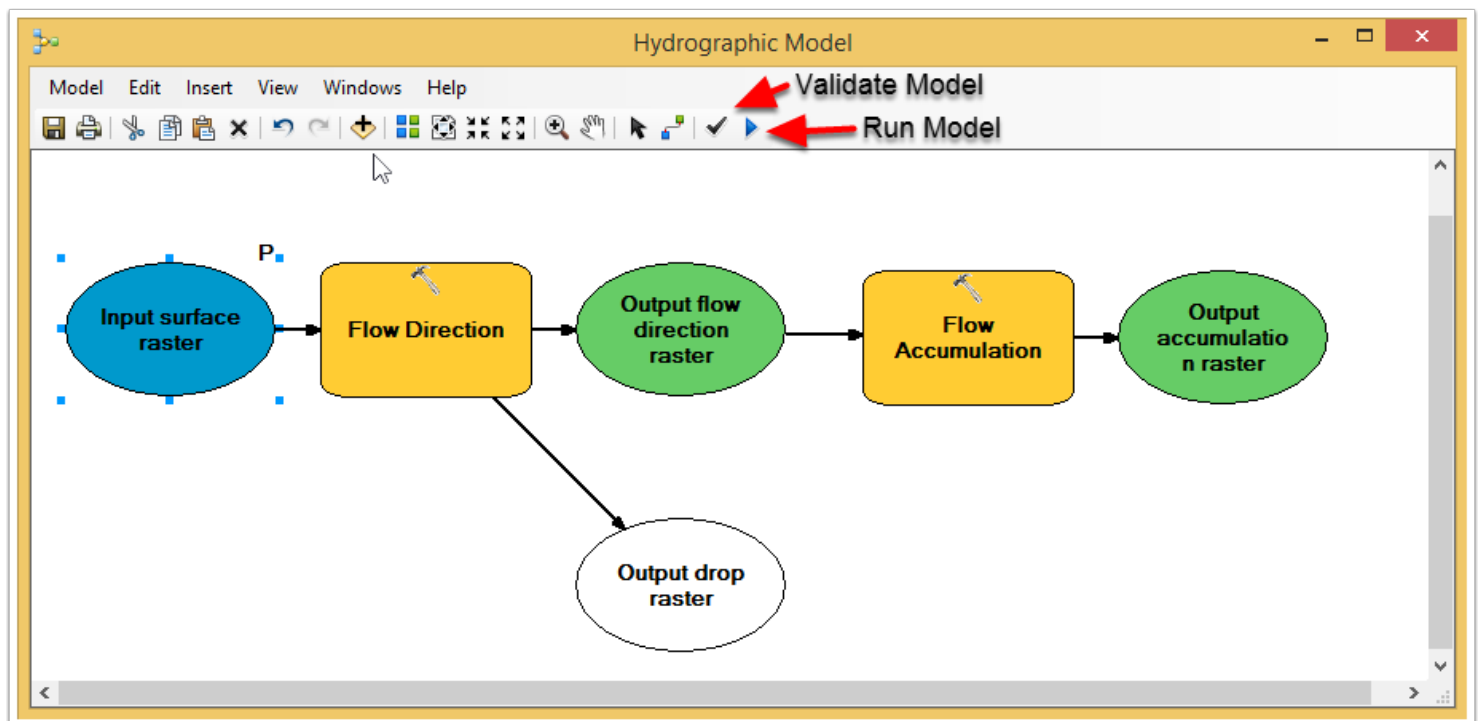 Hydrographic Model
Model Edit Insert View Windows Help
Validate Model
Run Model
P
Input surface
raster
Flow Direction
Output flow
direction
raster
Flow
Accumulation
Output
accumulatio
n raster
Output drop
raster